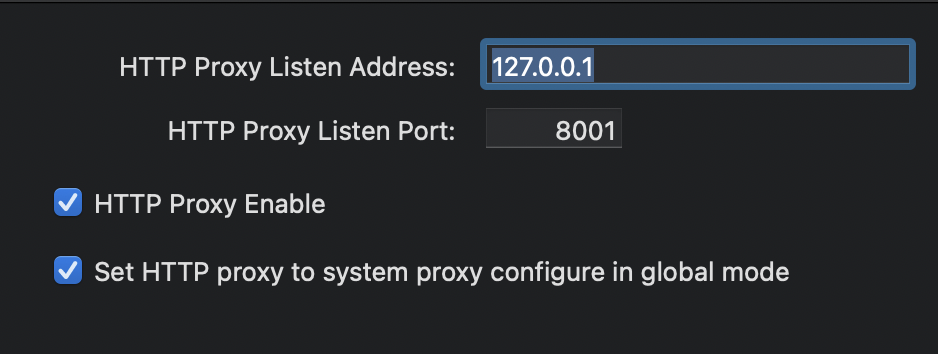 HTTP Proxy Listen Address: 127.0.0.1
HTTP Proxy Listen Port: 8001
HTTP Proxy Enable
Set HTTP proxy to system proxy configure in global mode